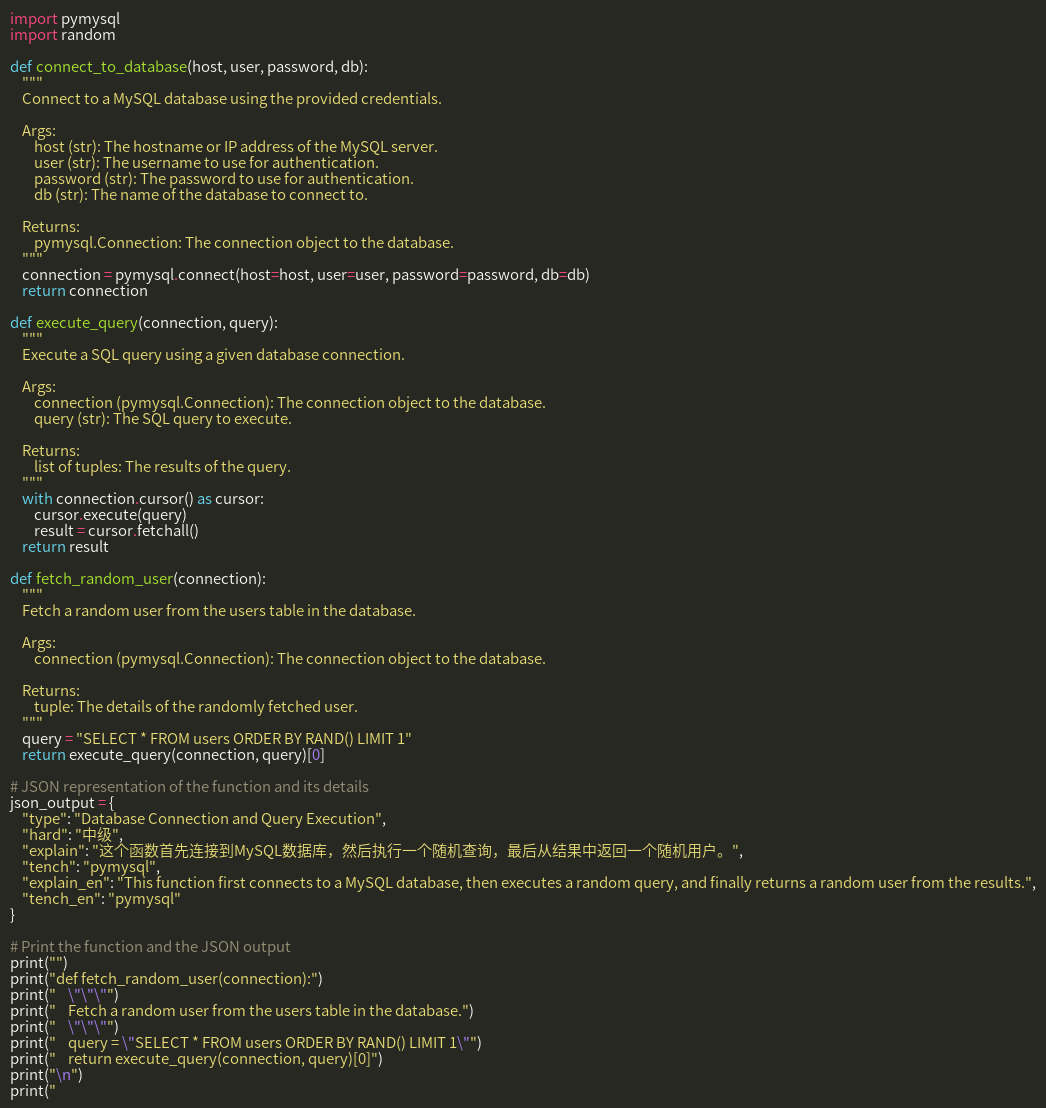 import pymysql
import random

def connect_to_database(host, user, password, db):
    """
    Connect to a MySQL database using the provided credentials.

    Args:
        host (str): The hostname or IP address of the MySQL server.
        user (str): The username to use for authentication.
        password (str): The password to use for authentication.
        db (str): The name of the database to connect to.

    Returns:
        pymysql.Connection: The connection object to the database.
    """
    connection = pymysql.connect(host=host, user=user, password=password, db=db)
    return connection

def execute_query(connection, query):
    """
    Execute a SQL query using a given database connection.

    Args:
        connection (pymysql.Connection): The connection object to the database.
        query (str): The SQL query to execute.

    Returns:
        list of tuples: The results of the query.
    """
    with connection.cursor() as cursor:
        cursor.execute(query)
        result = cursor.fetchall()
    return result

def fetch_random_user(connection):
    """
    Fetch a random user from the users table in the database.

    Args:
        connection (pymysql.Connection): The connection object to the database.

    Returns:
        tuple: The details of the randomly fetched user.
    """
    query = "SELECT * FROM users ORDER BY RAND() LIMIT 1"
    return execute_query(connection, query)[0]

# JSON representation of the function and its details
json_output = {
    "type": "Database Connection and Query Execution",
    "hard": "中级",
    "explain": "这个函数首先连接到MySQL数据库，然后执行一个随机查询，最后从结果中返回一个随机用户。",
    "tench": "pymysql",
    "explain_en": "This function first connects to a MySQL database, then executes a random query, and finally returns a random user from the results.",
    "tench_en": "pymysql"
}

# Print the function and the JSON output
print("")
print("def fetch_random_user(connection):")
print("    \"\"\"")
print("    Fetch a random user from the users table in the database.")
print("    \"\"\"")
print("    query = \"SELECT * FROM users ORDER BY RAND() LIMIT 1\"")
print("    return execute_query(connection, query)[0]")
print("\n")
print("